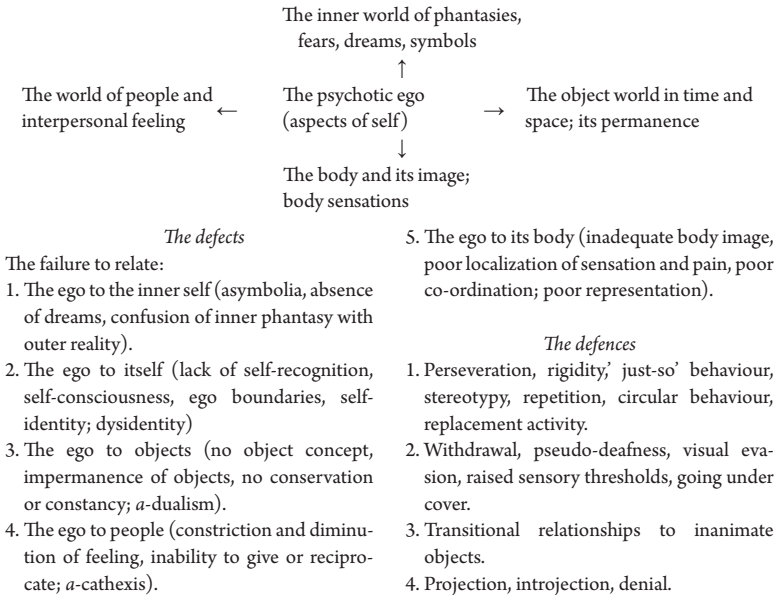 The inner world of phantasies,
fears, dreams, symbols
↑
The world of people and
interpersonal feeling
←
The psychotic ego
(aspects of self)
→
The object world in time and
space; its permanence
↓
The body and its image;
body sensations
The defects
The failure to relate:
1. The ego to the inner self (asymbolia, absence
of dreams, confusion of inner phantasy with
outer reality).
2. The ego to itself (lack of self-recognition,
self-consciousness, ego boundaries, self-
identity; dysidentity)
3. The ego to objects (no object concept,
impermanence of objects, no conservation
or constancy; a-dualism).
4. The ego to people (constriction and diminu-
tion of feeling, inability to give or recipro-
cate; a-cathexis).
5. The ego to its body (inadequate body image,
poor localization of sensation and pain, poor
co-ordination; poor representation).
The defences
1. Perseveration, rigidity,’ just-so’ behaviour,
stereotypy, repetition, circular behaviour,
replacement activity.
2. Withdrawal, pseudo-deafness, visual eva-
sion, raised sensory thresholds, going under
cover.
3. Transitional relationships to inanimate
objects.
4. Projection, introjection, denial.